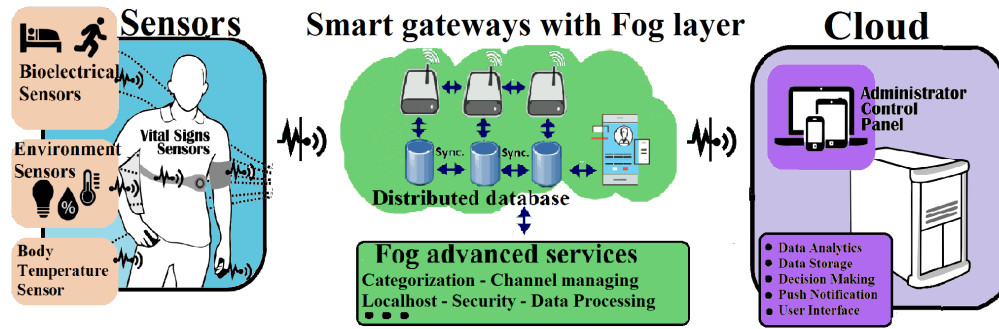 Sensors
Bioelectrical
Sensors
Vital Signs
Sensors
Environment
Sensors
%
Body
Temperature
Sensor
Smart gateways with Fog layer
Sync. Sync.
Distributed database
Fog advanced services
Categorization - Channel managing
Localhost - Security - Data Processing
Cloud
Administrator
Control
Panel
Data Analytics
Data Storage
Decision Making
Push Notification
User Interface